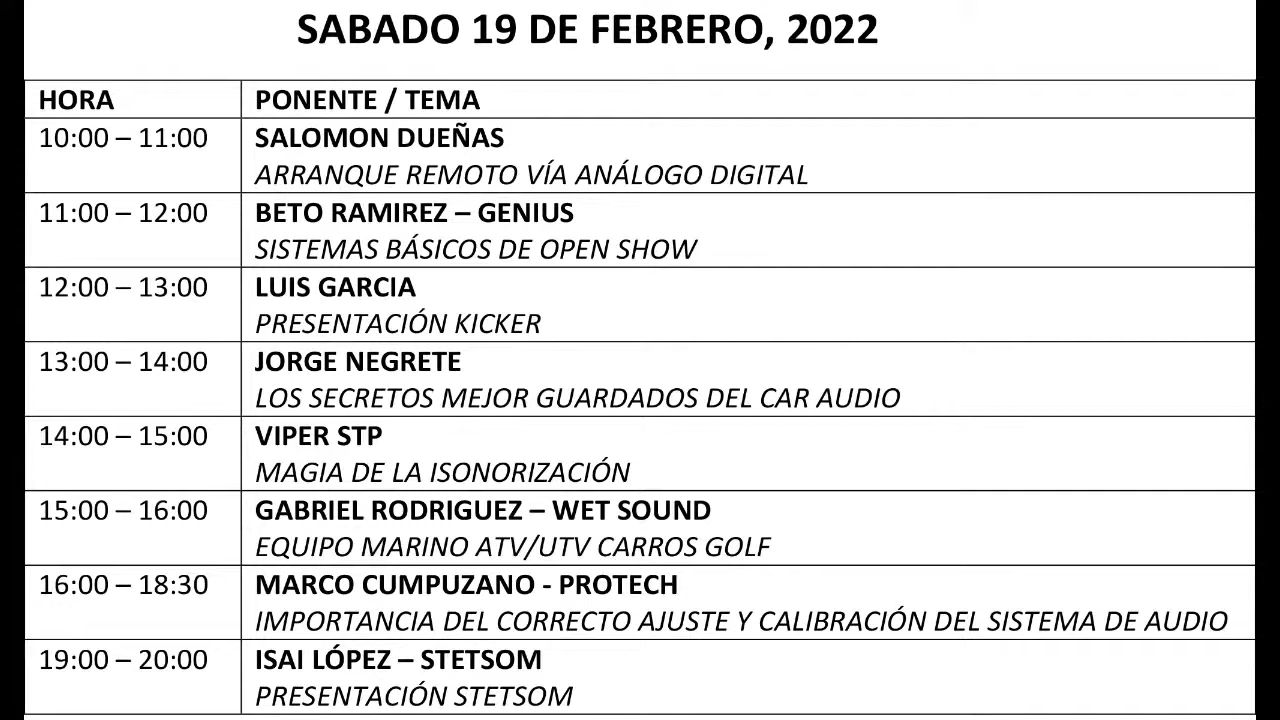 SABADO 19 DE FEBRERO, 2022
HORA PONENTE / TEMA
10:00 – 11:00 SALOMON DUEÑAS
ARRANQUE REMOTO VÍA ANÁLOGO DIGITAL
11:00 – 12:00 BETO RAMIREZ – GENIUS
SISTEMAS BÁSICOS DE OPEN SHOW
12:00 – 13:00 LUIS GARCIA
PRESENTACIÓN KICKER
13:00 – 14:00 JORGE NEGRETE
LOS SECRETOS MEJOR GUARDADOS DEL CAR AUDIO
14:00 – 15:00 VIPER STP
MAGIA DE LA ISONORIZACIÓN
15:00 – 16:00 GABRIEL RODRIGUEZ – WET SOUND
EQUIPO MARINO ATV/UTV CARROS GOLF
16:00 – 18:30 MARCO CUMPUZANO - PROTECH
IMPORTANCIA DEL CORRECTO AJUSTE Y CALIBRACIÓN DEL SISTEMA DE AUDIO
19:00 – 20:00 ISAI LÓPEZ – STETSOM
PRESENTACIÓN STETSOM